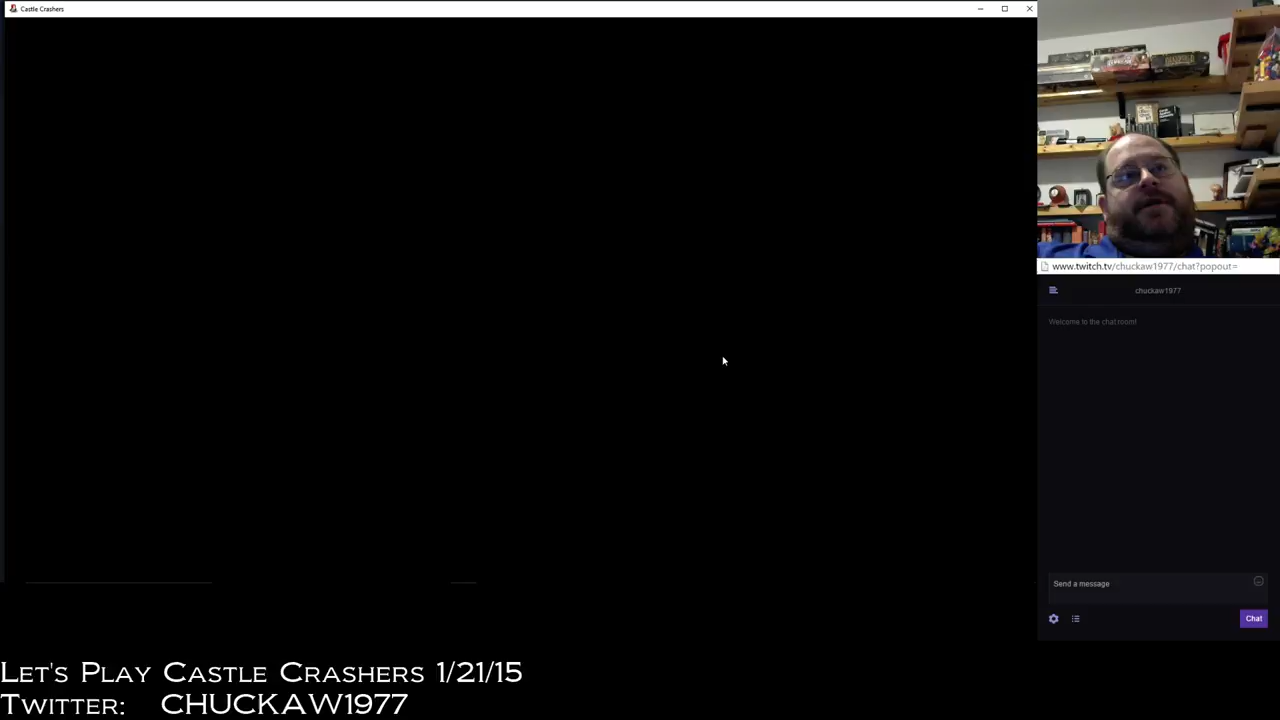 Castle Crashers
www.twitch.tv/chuckaw1977/chat?popout=
chuckaw1977
Welcome to the chat room!
Send a message
Chat
Let's Play Castle Crashers 1/21/15
Twitter: CHUCKAW1977